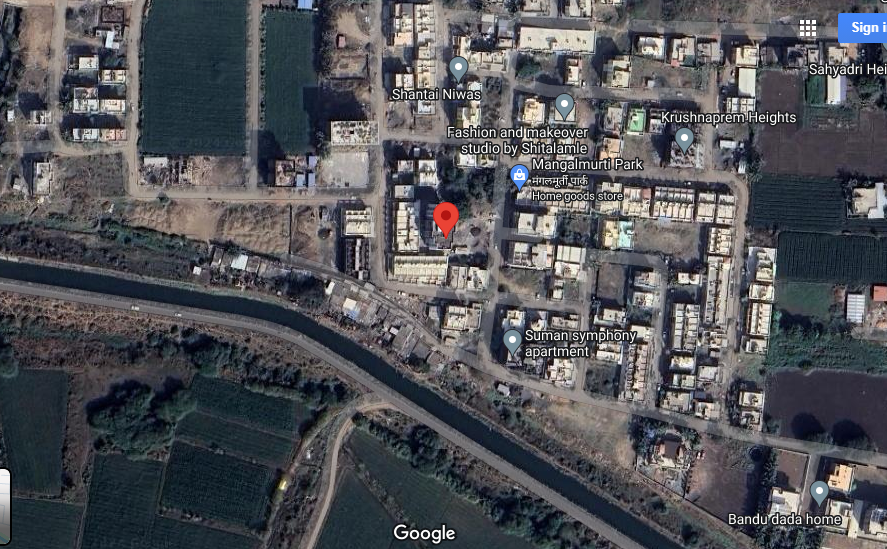 Sign i
Sahyadri Hei
Shantai Niwas
Krushnaprem Heights
Fashion and makeover
studio by Shitalamle
Mangalmurti Park
मंगलमुर्ती पार्क
Home goods store
Suman symphony
apartment
Bandu dada home
Google